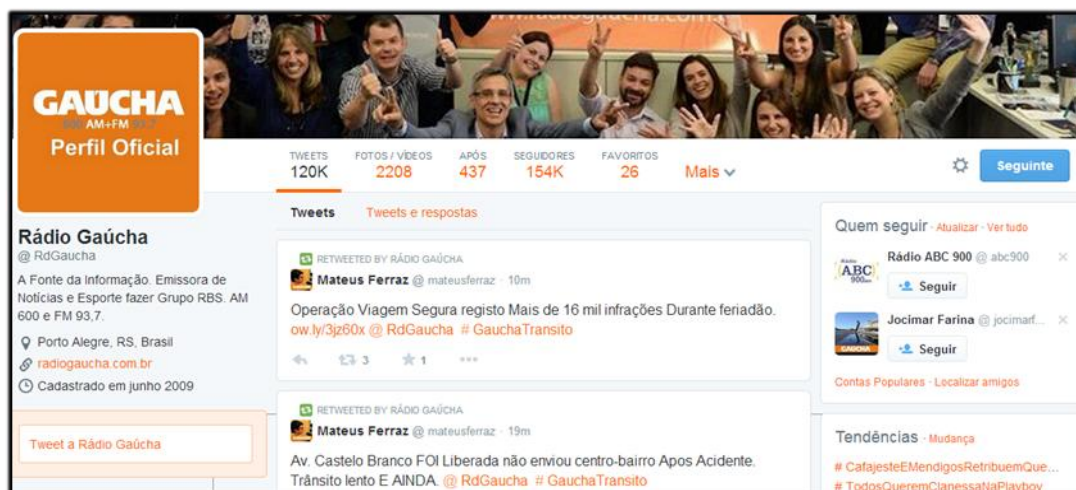 www.radiogaucha.com
GAÚCHA
600 AM+FM 93,7
Perfil Oficial
TWEETS
120K
FOTOS / VÍDEOS
2208
APÓS
437
SEGUIDORES
154K
FAVORITOS
26
Mais
Seguinte
Rádio Gaúcha
@ RdGaucha
A Fonte da Informação. Emissora de
Notícias e Esporte fazer Grupo RBS. AM
600 e FM 93,7.
Porto Alegre, RS, Brasil
radiogaucha.com.br
Cadastrado em junho 2009
Tweet a Rádio Gaúcha
Tweets Tweets e respostas
RETWEETED BY RÁDIO GAÚCHA
Mateus Ferraz @ mateusferraz · 10m
Operação Viagem Segura registo Mais de 16 mil infrações Durante feriadão.
ow.ly/3jz60x @ RdGaucha # GauchaTransito
3 1
RETWEETED BY RÁDIO GAÚCHA
Mateus Ferraz @ mateusferraz · 19m
Av. Castelo Branco FOI Liberada não enviou centro-bairro Apos Acidente.
Trânsito lento E AINDA. @ RdGaucha # GauchaTransito
Quem seguir · Atualizar · Ver tudo
Rádio
ABC
900
Rádio ABC 900 @ abc900
Seguir
GAÚCHA
Jocimar Farina @ jocimarf...
Seguir
Contas Populares · Localizar amigos
Tendências · Mudança
# CafajesteEMendigosRetribuemQue...
# TodosQueremClanessaNaPlayboy